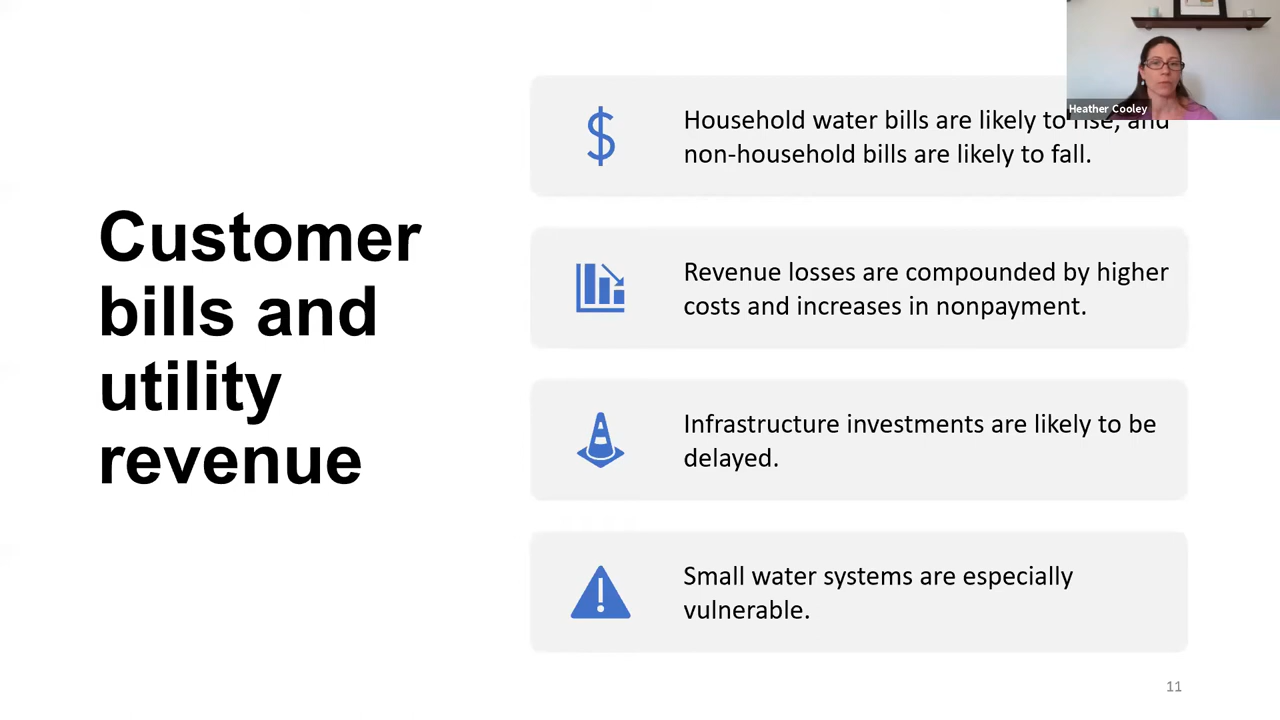 Customer
bills and
utility
revenue
Heather Cooley
Household water bills are likely to rise, and
non-household bills are likely to fall.
Revenue losses are compounded by higher
costs and increases in nonpayment.
Infrastructure investments are likely to be
delayed.
Small water systems are especially
vulnerable.
11